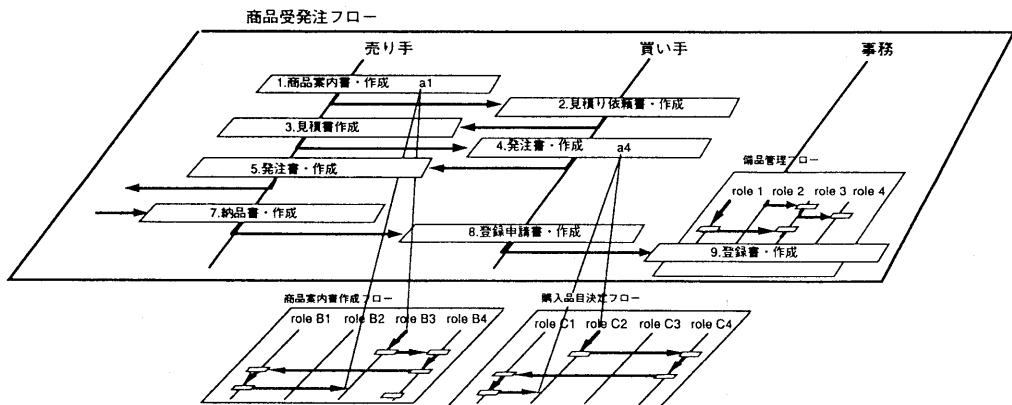 商品受発注フロー
売り手 買い手 事務
1.商品案内書・作成 a1
2.見積り依頼書・作成
3.見積書作成
4.発注書・作成 a4
5.発注書・作成
備品管理フロー
role 1 role 2 role 3 role 4
7.納品書・作成
8.登録申請書・作成
9.登録書・作成
商品案内書作成フロー
role B1 role B2 role B3 role B4
購入品目決定フロー
role C1 role C2 role C3 role C4